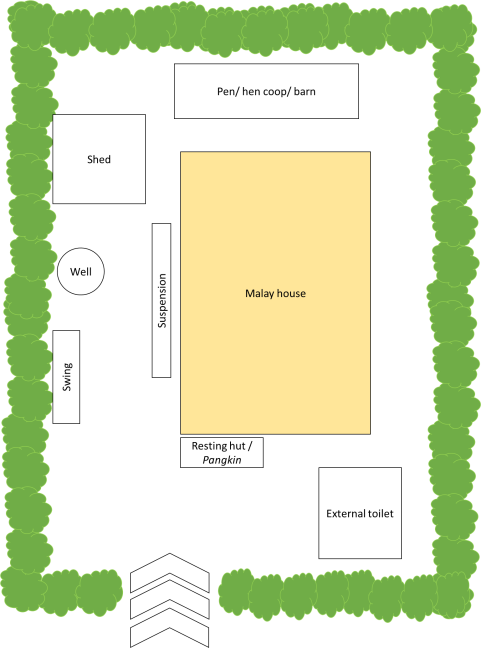 Pen/ hen coop/ barn
Shed
Well
Suspension
Malay house
Swing
Resting hut /
Pangkin
External toilet